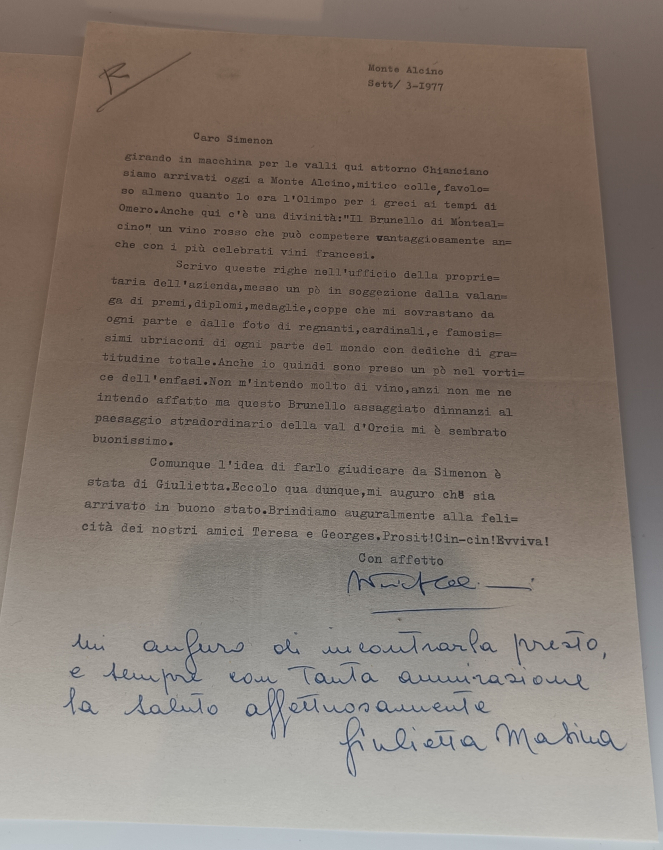 R
Monte Alcino
Sett/ 3-1977
Caro Simenon
girando in macchina per le valli qui attorno Chianciano
siamo arrivati oggi a Monte Alcino,mitico colle,favolo=
so almeno quanto lo era l'Olimpo per i greci ai tempi di
Omero.Anche qui c'è una divinità:"Il Brunello di Monteal=
cino" un vino rosso che può competere vantaggiosamente an=
che con i più celebrati vini francesi.
Scrivo queste righe nell'ufficio della proprie=
taria dell'azienda,messo un pò in soggezione dalla valan=
ga di premi,diplomi,medaglie,coppe che mi sovrastano da
ogni parte e dalle foto di regnanti,cardinali,e famosis=
simi ubriaconi di ogni parte del mondo con dediche di gra=
titudine totale.Anche io quindi sono preso un pò nel vorti=
ce dell'enfasi.Non m'intendo molto di vino,anzi non me ne
intendo affatto ma questo Brunello assaggiato dinnanzi al
paesaggio stradordinario della val d'Orcia mi è sembrato
buonissimo.
Comunque l'idea di farlo giudicare da Simenon è
stata di Giulietta.Eccolo qua dunque,mi auguro che sia
arrivato in buono stato.Brindiamo auguralmente alla feli=
cità dei nostri amici Teresa e Georges.Prosit!Cin-cin!Evviva!
Con affetto
mi auguro di incontrarla presto,
e sempre con tanta ammirazione
la saluto affettuosamente
Giulietta Masina